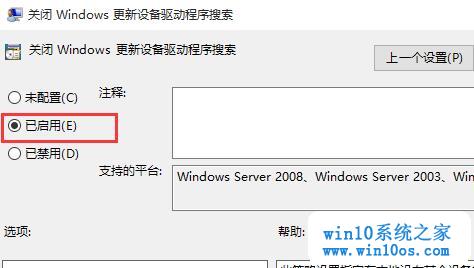 关闭 Windows 更新设备驱动程序搜索
关闭 Windows 更新设备驱动程序搜索
上一个设置(P)
未配置(C)
注释:
已启用(E)
已禁用(D)
支持的平台:
Windows Server 2008、Windows Server 2003、Win
选项:
帮助:
win10系统之家
www.win10os.com